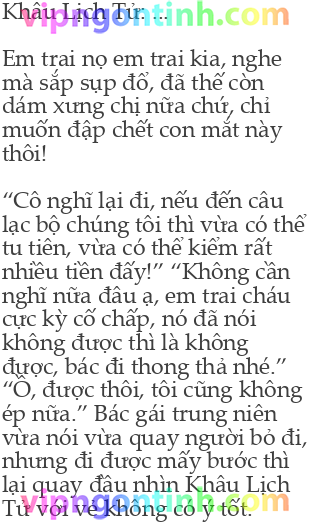 Khâu Lịch Tử: ...
vipngontinh.com
Em trai nọ em trai kia, nghe
mà sắp sụp đổ, đã thế còn
dám xưng chị nữa chứ, chỉ
muốn đập chết con mắt này
thôi!
“Cô nghĩ lại đi, nếu đến câu
lạc bộ chúng tôi thì vừa có thể
tu tiên, vừa có thể kiểm rất
nhiều tiền đấy!” “Không cần
nghĩ nữa đâu ạ, em trai cháu
cực kỳ cố chấp, nó đã nói
không được thì là không
được, bác đi thong thả nhé.”
“Ồ, được thôi, tôi cũng không
ép nữa.” Bác gái trung niên
vừa nói vừa quay người bỏ đi,
nhưng đi được mấy bước thì
lại quay đầu nhìn Khâu Lịch
Tử với vẻ không có ý tốt.
vipngontinh.com